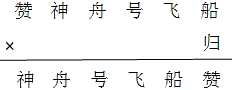 赞 神 舟 号 飞 船
× 归
神 舟 号 飞 船 赞